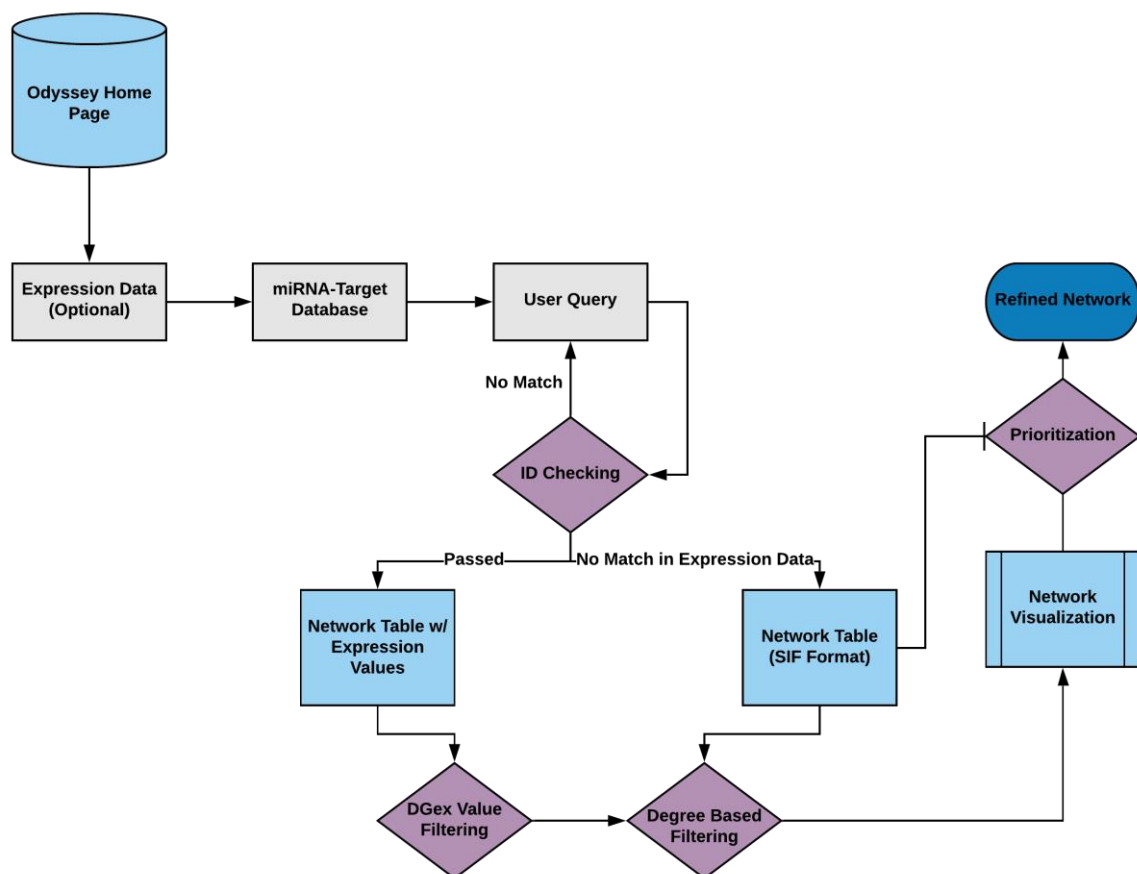 Odyssey Home
Page
Expression Data
(Optional)
miRNA-Target
Database
User Query
Refined Network
No Match
Prioritization
ID Checking
Passed
No Match in Expression Data
Network Table w/
Expression
Values
Network Table
(SIF Format)
Network
Visualization
DGex Value
Filtering
Degree Based
Filtering